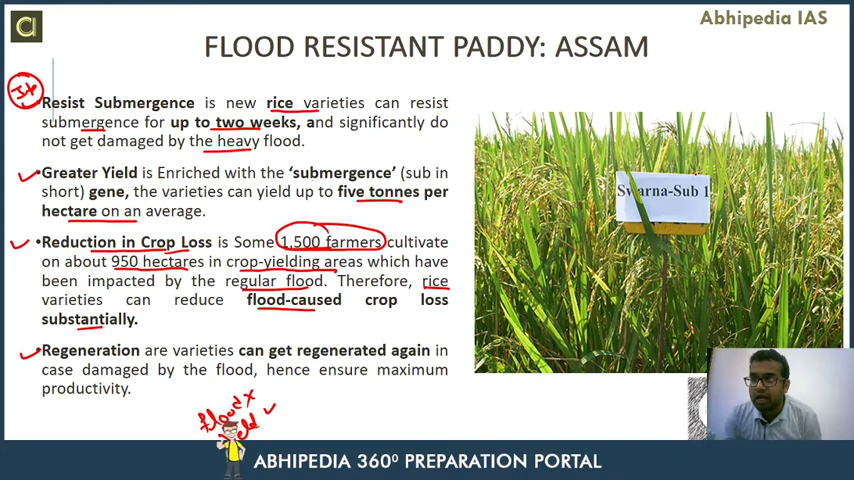 Abhipedia IAS
FLOOD RESISTANT PADDY: ASSAM
•Resist Submergence is new rice varieties can resist
submergence for up to two weeks, and significantly do
not get damaged by the heavy flood.
•Greater Yield is Enriched with the ‘submergence’ (sub in
short) gene, the varieties can yield up to five tonnes per
hectare on an average.
•Reduction in Crop Loss is Some 1,500 farmers cultivate
on about 950 hectares in crop-yielding areas which have
been impacted by the regular flood. Therefore, rice
varieties can reduce flood-caused crop loss
substantially.
•Regeneration are varieties can get regenerated again in
case damaged by the flood, hence ensure maximum
productivity.
Swarna-Sub 1
flood x
ABHIPEDIA 360⁰ PREPARATION PORTAL